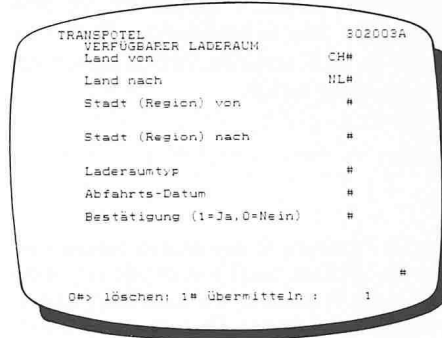 TRANSPOTEL 302003A
VERFÜGBARER LADERAUM
Land von CH#
Land nach NL#
Stadt (Region) von #
Stadt (Region) nach #
Laderaumtyp #
Abfahrts-Datum #
Bestätigung (1=Ja,0=Nein) #
#
0#> löschen; 1# übermitteln : 1